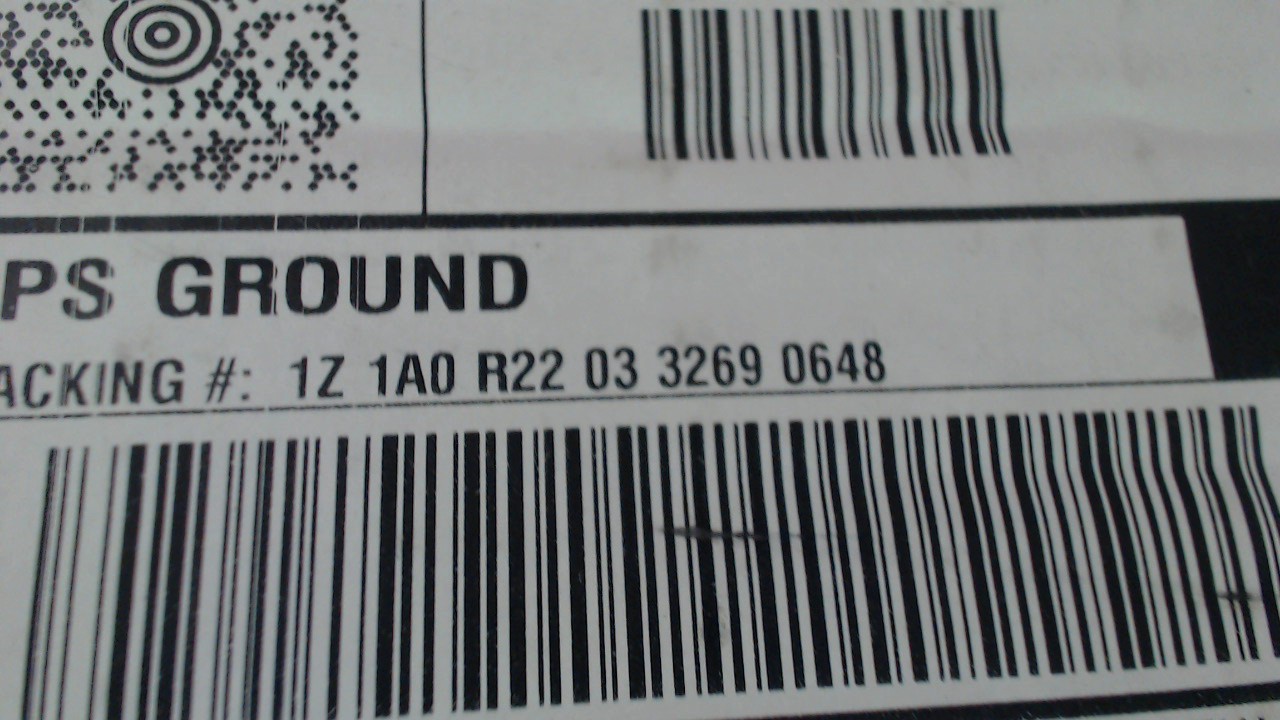 PS GROUND
ACKING #: 1Z 1A0 R22 03 3269 0648